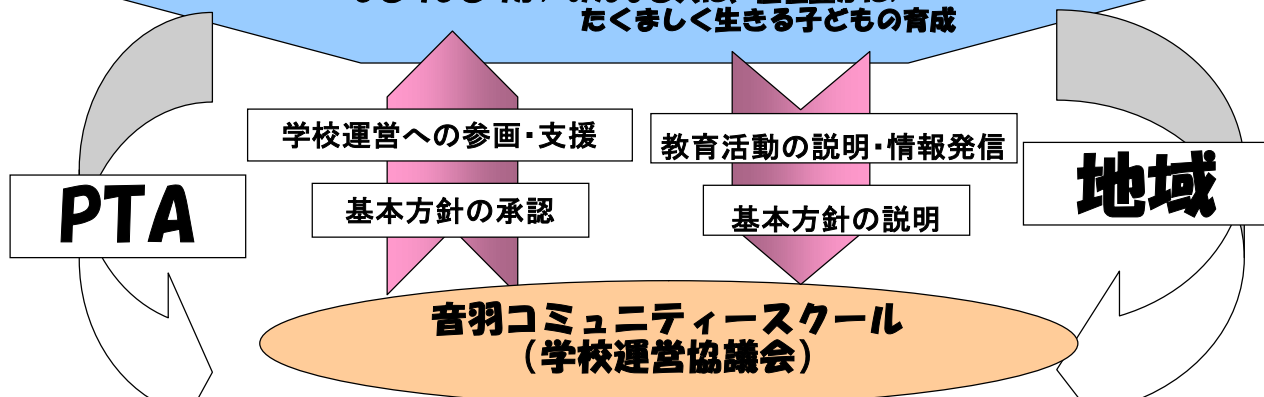 たくましく生きる子どもの育成
学校運営への参画・支援
教育活動の説明・情報発信
PTA
基本方針の承認
基本方針の説明
地域
音羽コミュニティースクール
(学校運営協議会)